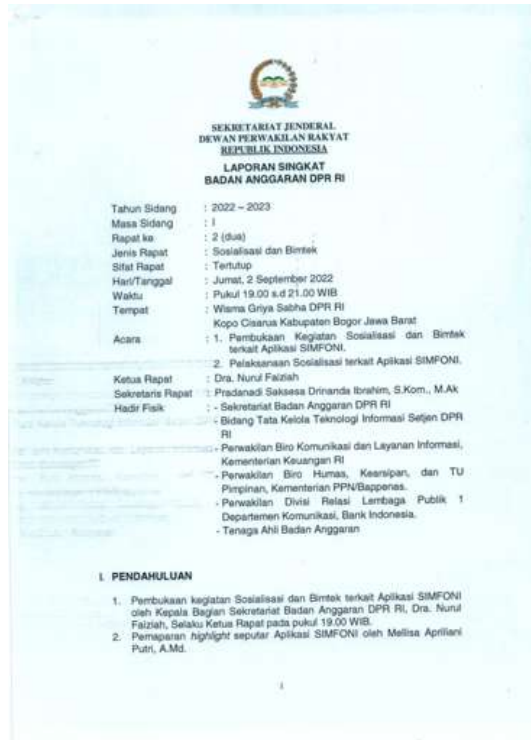 SEKRETARIAT JENDERAL
DEWAN PERWAKILAN RAKYAT
REPUBLIK INDONESIA
LAPORAN SINGKAT
BADAN ANGGARAN DPR RI
Tahun Sidang : 2022 – 2023
Masa Sidang : I
Rapat ke : 2 (dua)
Jenis Rapat : Sosialisasi dan Bimtek
Sifat Rapat : Tertutup
Hari/Tanggal : Jumat, 2 September 2022
Waktu : Pukul 19.00 s.d 21.00 WIB
Tempat : Wisma Griya Sabha DPR RI
Kopo Cisarua Kabupaten Bogor Jawa Barat
Acara : 1. Pembukaan Kegiatan Sosialisasi dan Bimtek
terkait Aplikasi SIMFONI.
2. Pelaksanaan Sosialisasi terkait Aplikasi SIMFONI.
Ketua Rapat : Dra. Nurul Faiziah
Sekretaris Rapat : Pradanadi Saksesa Drinanda Ibrahim, S.Kom., M.Ak
Hadir Fisik : - Sekretariat Badan Anggaran DPR RI
- Bidang Tata Kelola Teknologi Informasi Setjen DPR
RI
- Perwakilan Biro Komunikasi dan Layanan Informasi,
Kementerian Keuangan RI
- Perwakilan Biro Humas, Kearsipan, dan TU
Pimpinan, Kementerian PPN/Bappenas.
- Perwakilan Divisi Relasi Lembaga Publik 1
Departemen Komunikasi, Bank Indonesia.
- Tenaga Ahli Badan Anggaran
I. PENDAHULUAN
1. Pembukaan kegiatan Sosialisasi dan Bimtek terkait Aplikasi SIMFONI
oleh Kepala Bagian Sekretariat Badan Anggaran DPR RI, Dra. Nurul
Faiziah, Selaku Ketua Rapat pada pukul 19.00 WIB.
2. Pemaparan highlight seputar Aplikasi SIMFONI oleh Mellisa Apriliani
Putri, A.Md.